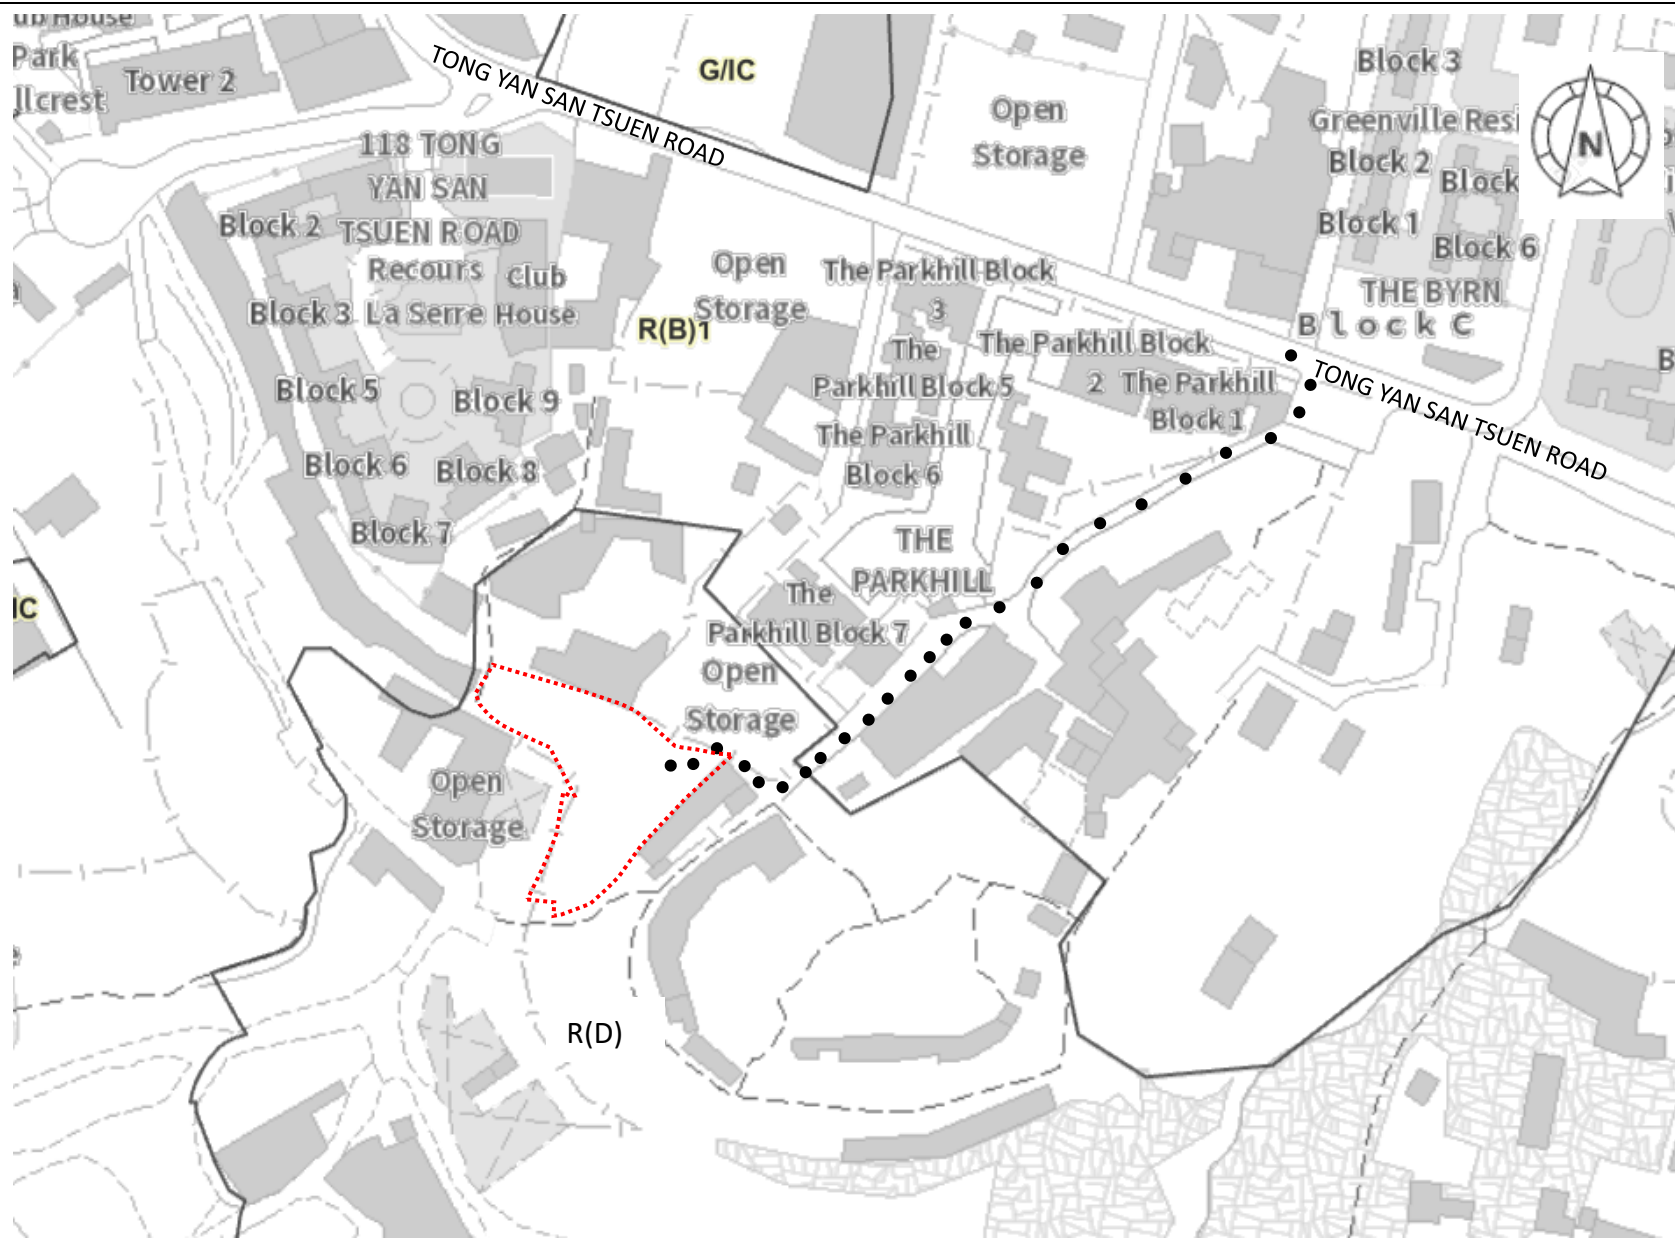 ub House
Park
llcrest
Tower 2
TONG YAN SAN TSUEN ROAD
G/IC
Open
Storage
Block 3
Greenville Resi
Block 2
Block
Block 1
Block 6
THE BYRN
Block C
N
118 TONG
YAN SAN
TSUEN ROAD
Block 2
Recours
La Serre
Club
House
Block 3
Block 5
Block 9
Block 6
Block 8
Block 7
Open
Storage
R(B)1
The Parkhill Block
3
The
Parkhill Block 5
The Parkhill Block
2
The Parkhill
Block 1
The Parkhill
Block 6
THE
PARKHILL
The
Parkhill Block 7
TONG YAN SAN TSUEN ROAD
IC
Open
Storage
Open
Storage
R(D)